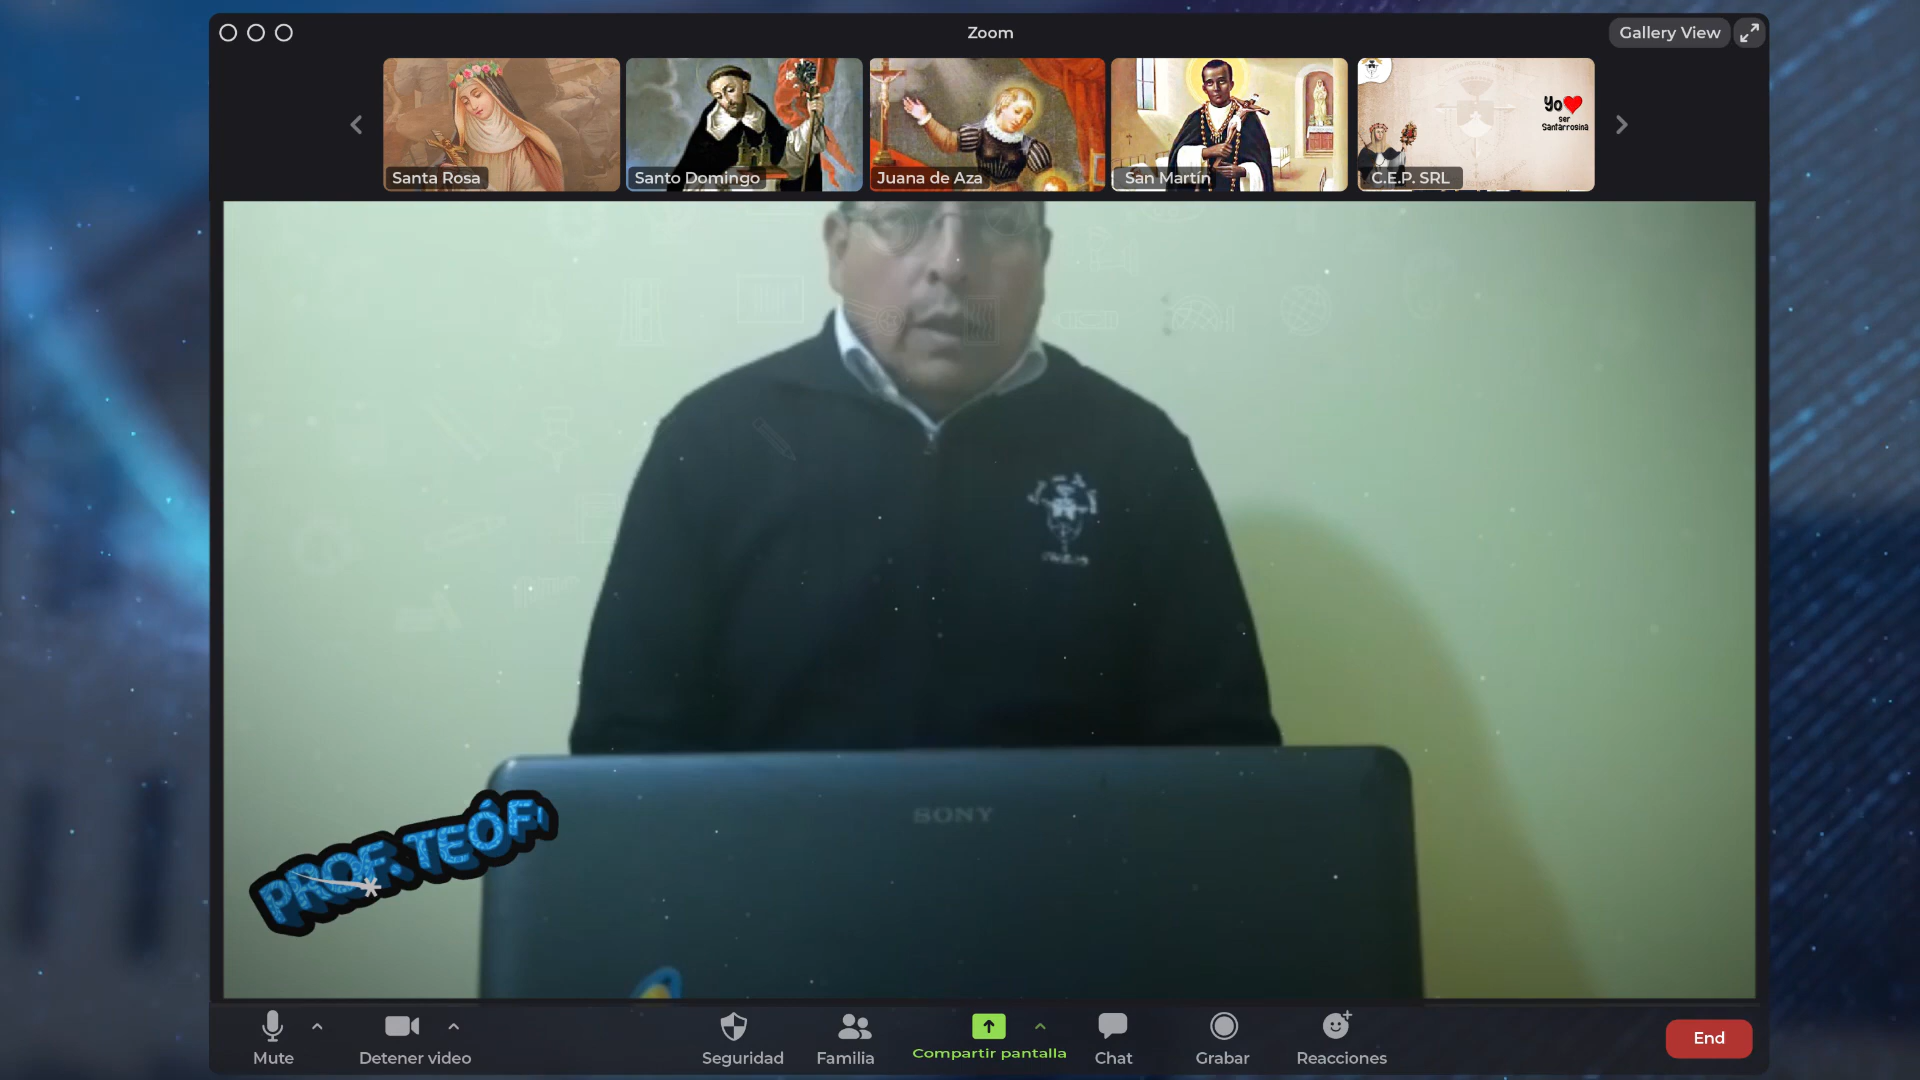 Zoom
Gallery View
Santa Rosa
Santo Domingo
Juana de Aza
San Martín
Yo
ser
Santarrosina
C.E.P. SRL
SONY
PROF. TEÓF
Mute
Detener video
Seguridad
Familia
Compartir pantalla
Chat
Grabar
Reacciones
End